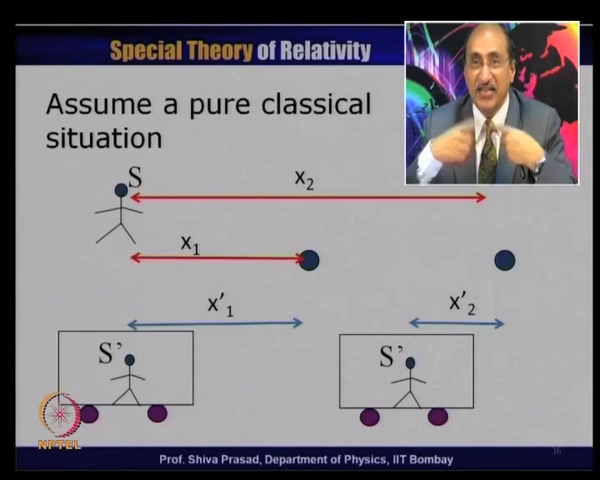 Special Theory of Relativity
Assume a pure classical
situation
S
x2
x1
x'1
x'2
S'
S'
NPTEL
Prof. Shiva Prasad, Department of Physics, IIT Bombay
16